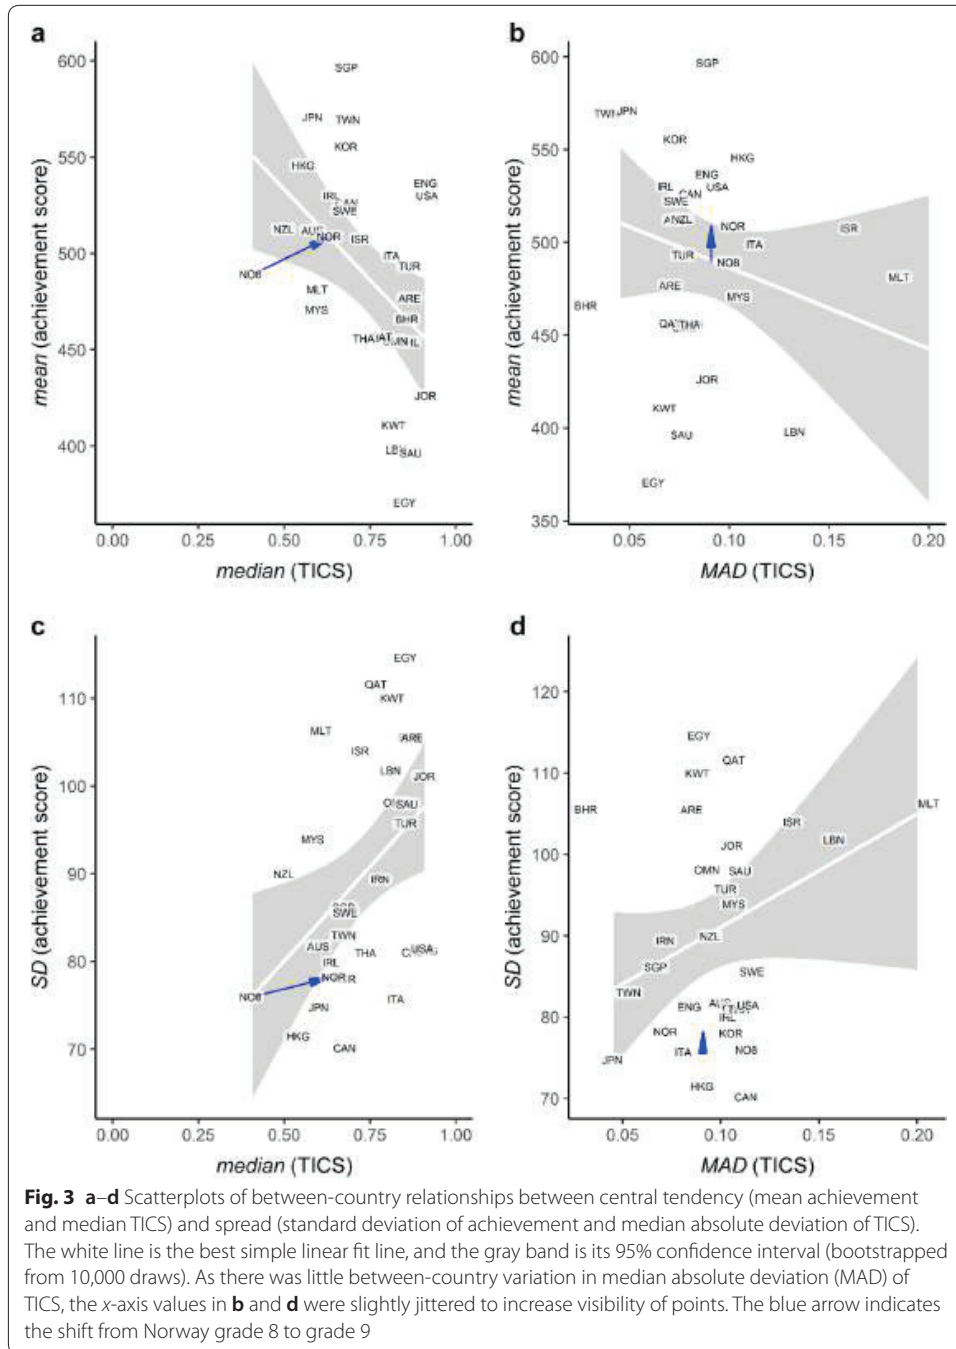 a
mean (achievement score)
600
550
500
450
400
SGP
JPN
TWN
KOR
HKG
ENG
USA
IRL
SWE
NZL
AUS
NOR
ISR
ITA
TUR
NO8
MLT
MYS
ARE
BHR
THA
JOR
KWT
LBN
SAU
EGY
0.00 0.25 0.50 0.75 1.00
median (TICS)
b
mean (achievement score)
600
550
500
450
400
350
SGP
TWN JPN
KOR
HKG
ENG
IRL
CAN
USA
SWE
NZL
NOR
ISR
ITA
TUR
NO8
MLT
ARE
MYS
BHR
QAT
THA
JOR
KWT
SAU
LBN
EGY
0.05 0.10 0.15 0.20
MAD (TICS)
c
SD (achievement score)
110
100
90
80
70
EGY
QAT
KWT
MLT
ARE
ISR
LBN
JOR
SAU
TUR
MYS
NZL
IRN
SWE
TWN
AUS
THA
USA
IRL
NOR
NO8
JPN
ITA
HKG
CAN
0.00 0.25 0.50 0.75 1.00
median (TICS)
d
SD (achievement score)
120
110
100
90
80
70
EGY
QAT
KWT
BHR
ARE
MLT
ISR
LBN
JOR
OMN
SAU
TUR
MYS
IRN
NZL
SGP
SWE
TWN
ENG
AUS
USA
IRL
NOR
KOR
JPN
ITA
NO8
HKG
CAN
0.05 0.10 0.15 0.20
MAD (TICS)
Fig. 3 a–d Scatterplots of between-country relationships between central tendency (mean achievement
and median TICS) and spread (standard deviation of achievement and median absolute deviation of TICS).
The white line is the best simple linear fit line, and the gray band is its 95% confidence interval (bootstrapped
from 10,000 draws). As there was little between-country variation in median absolute deviation (MAD) of
TICS, the x-axis values in b and d were slightly jittered to increase visibility of points. The blue arrow indicates
the shift from Norway grade 8 to grade 9